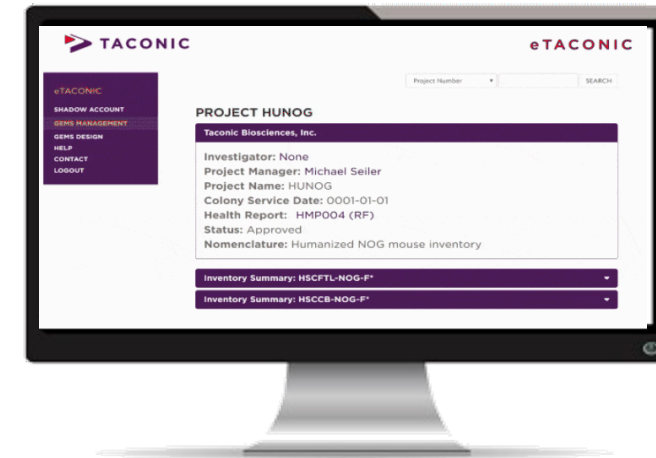 TACONIC
eTACONIC
Project Number
SEARCH
eTACONIC
SHADOW ACCOUNT
GEMS MANAGEMENT
GEMS DESIGN
HELP
CONTACT
LOGOUT
PROJECT HUNOG
Taconic Biosciences, Inc.
Investigator: None
Project Manager: Michael Seiler
Project Name: HUNOG
Colony Service Date: 0001-01-01
Health Report: HMP004 (RF)
Status: Approved
Nomenclature: Humanized NOG mouse inventory
Inventory Summary: HSCFTL-NOG-F*
Inventory Summary: HSCCB-NOG-F*